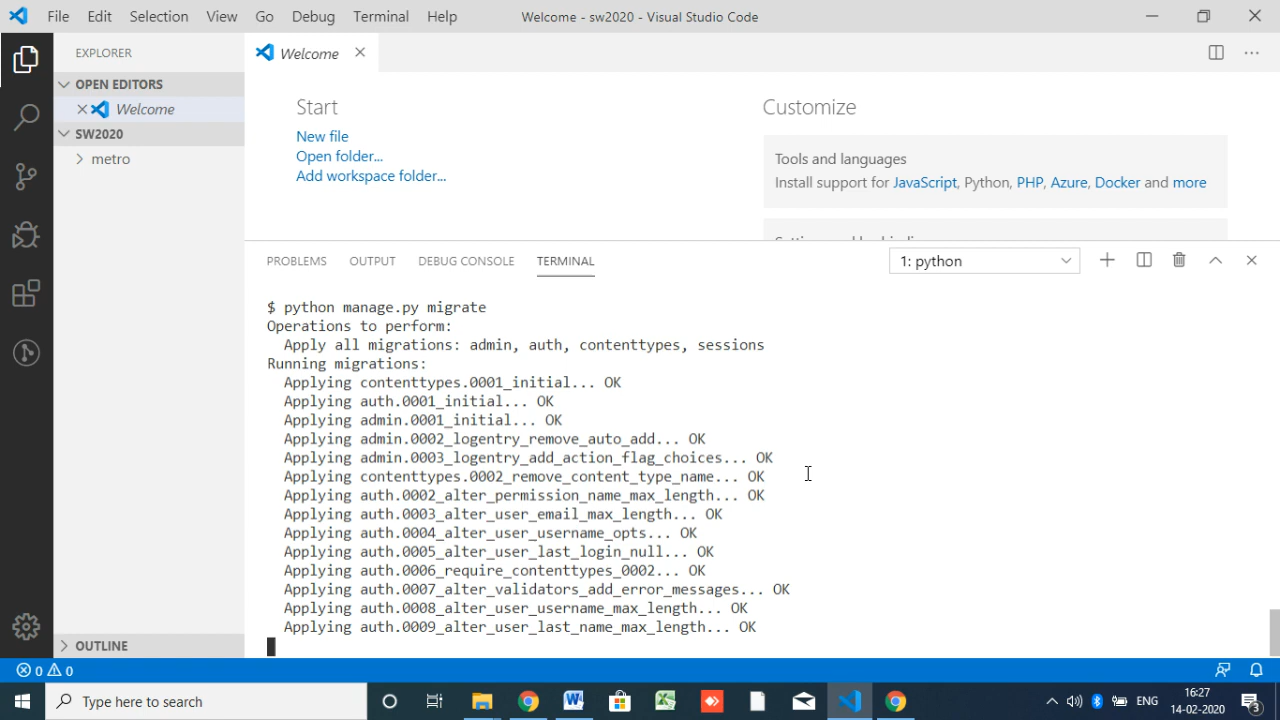 File Edit Selection View Go Debug Terminal Help Welcome - sw2020 - Visual Studio Code
EXPLORER
Welcome
OPEN EDITORS
Welcome
SW2020
metro
OUTLINE
Start
New file
Open folder...
Add workspace folder...
Customize
Tools and languages
Install support for JavaScript, Python, PHP, Azure, Docker and more
PROBLEMS OUTPUT DEBUG CONSOLE TERMINAL 1: python
$ python manage.py migrate
Operations to perform:
Apply all migrations: admin, auth, contenttypes, sessions
Running migrations:
Applying contenttypes.0001_initial... OK
Applying auth.0001_initial... OK
Applying admin.0001_initial... OK
Applying admin.0002_logentry_remove_auto_add... OK
Applying admin.0003_logentry_add_action_flag_choices... OK
Applying contenttypes.0002_remove_content_type_name... OK
Applying auth.0002_alter_permission_name_max_length... OK
Applying auth.0003_alter_user_email_max_length... OK
Applying auth.0004_alter_user_username_opts... OK
Applying auth.0005_alter_user_last_login_null... OK
Applying auth.0006_require_contenttypes_0002... OK
Applying auth.0007_alter_validators_add_error_messages... OK
Applying auth.0008_alter_user_username_max_length... OK
Applying auth.0009_alter_user_last_name_max_length... OK
0 0
Type here to search
ENG
16:27
14-02-2020
3